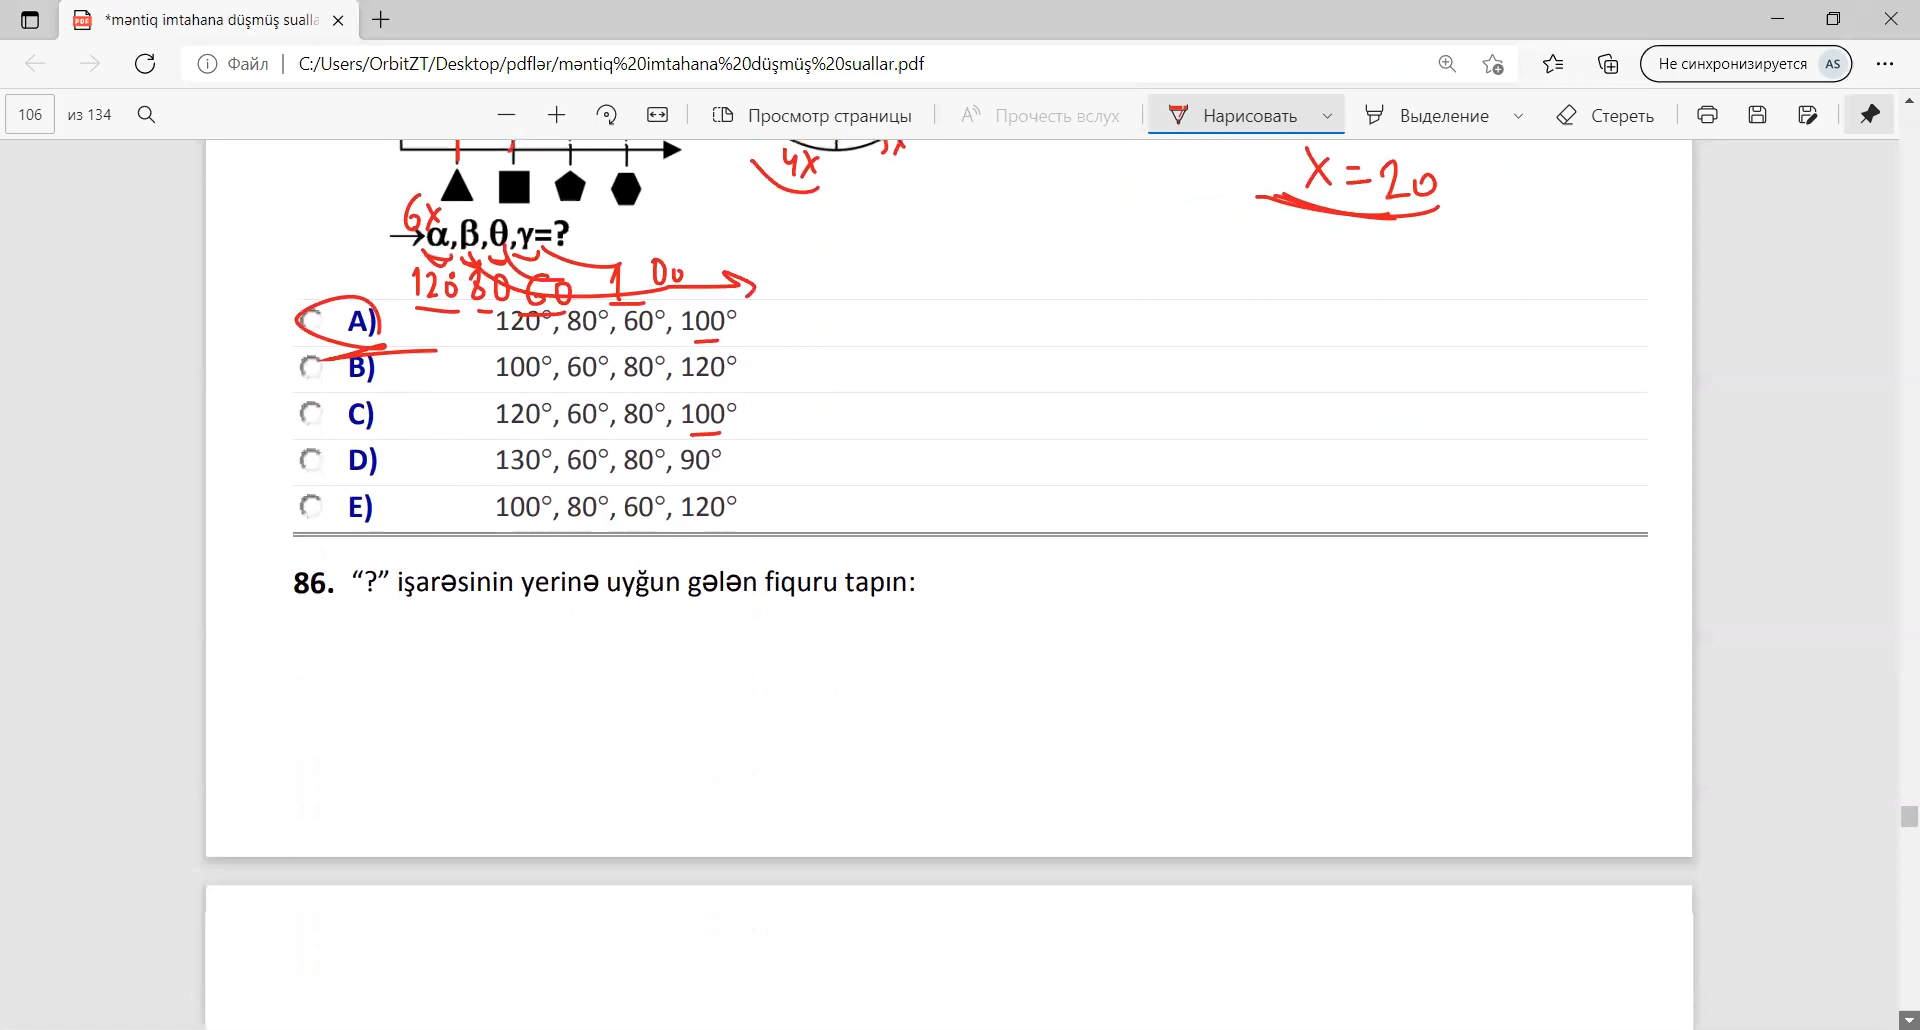 *məntiq imtahana düşmüş sualla
Файл
C:/Users/OrbitZT/Desktop/pdflər/məntiq%20imtahana%20düşmüş%20suallar.pdf
Не синхронизируется AS
106 из 134
Просмотр страницы
Прочесть вслух
Нарисовать
Выделение
Стереть
4x
3x
x = 20
6x
→α,β,θ,γ=?
120 80 60 100
A) 120°, 80°, 60°, 100°
B) 100°, 60°, 80°, 120°
C) 120°, 60°, 80°, 100°
D) 130°, 60°, 80°, 90°
E) 100°, 80°, 60°, 120°
86. “?” işarəsinin yerinə uyğun gələn fiquru tapın: